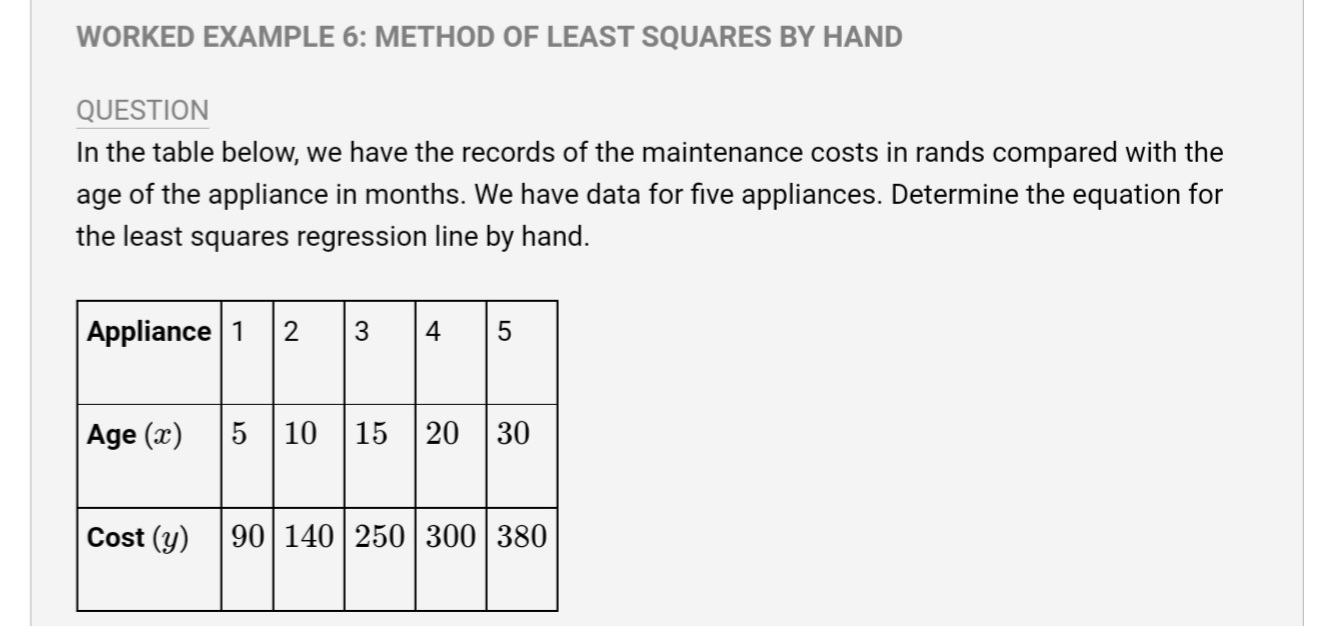 WORKED EXAMPLE 6: METHOD OF LEAST SQUARES BY HAND
QUESTION
In the table below, we have the records of the maintenance costs in rands compared with the
age of the appliance in months. We have data for five appliances. Determine the equation for
the least squares regression line by hand.
Appliance 1 2 3 4 5
Age (x) 5 10 15 20 30
Cost (y) 90 140 250 300 380